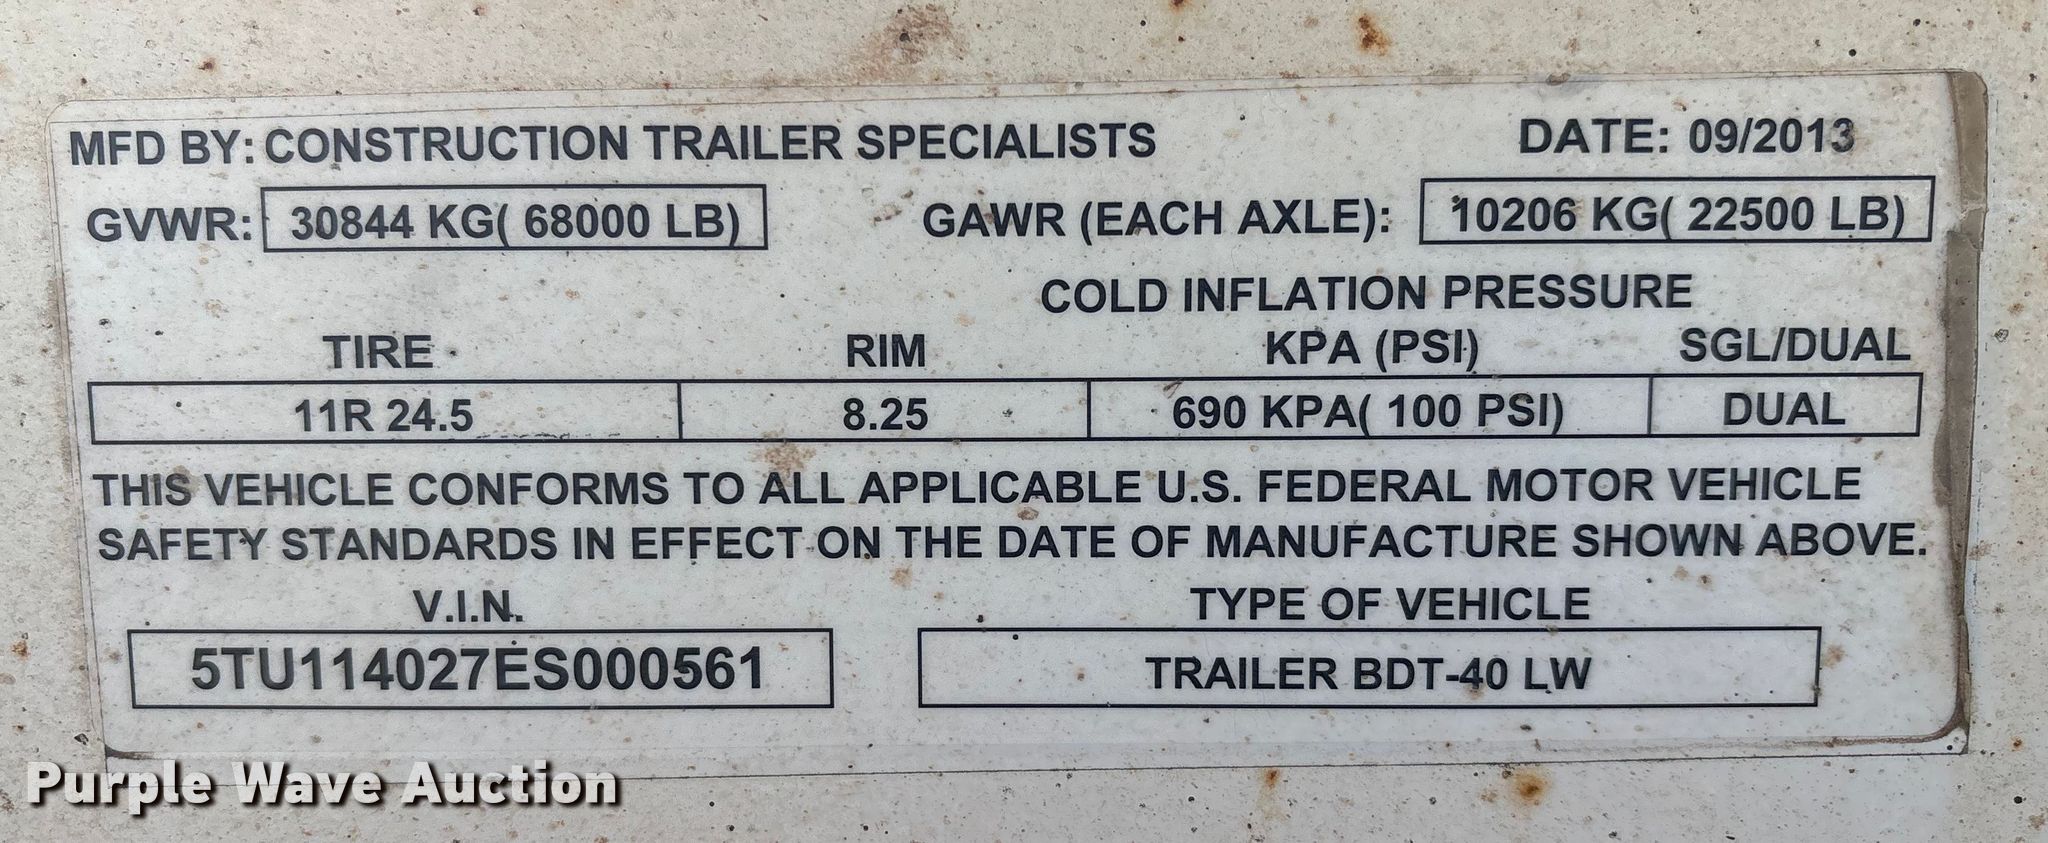 MFD BY: CONSTRUCTION TRAILER SPECIALISTS DATE: 09/2013
GVWR: 30844 KG( 68000 LB) GAWR (EACH AXLE): 10206 KG( 22500 LB)
COLD INFLATION PRESSURE
TIRE RIM KPA (PSI) SGL/DUAL
11R 24.5 8.25 690 KPA( 100 PSI) DUAL
THIS VEHICLE CONFORMS TO ALL APPLICABLE U.S. FEDERAL MOTOR VEHICLE
SAFETY STANDARDS IN EFFECT ON THE DATE OF MANUFACTURE SHOWN ABOVE.
V.I.N. TYPE OF VEHICLE
5TU114027ES000561 TRAILER BDT-40 LW
Purple Wave Auction